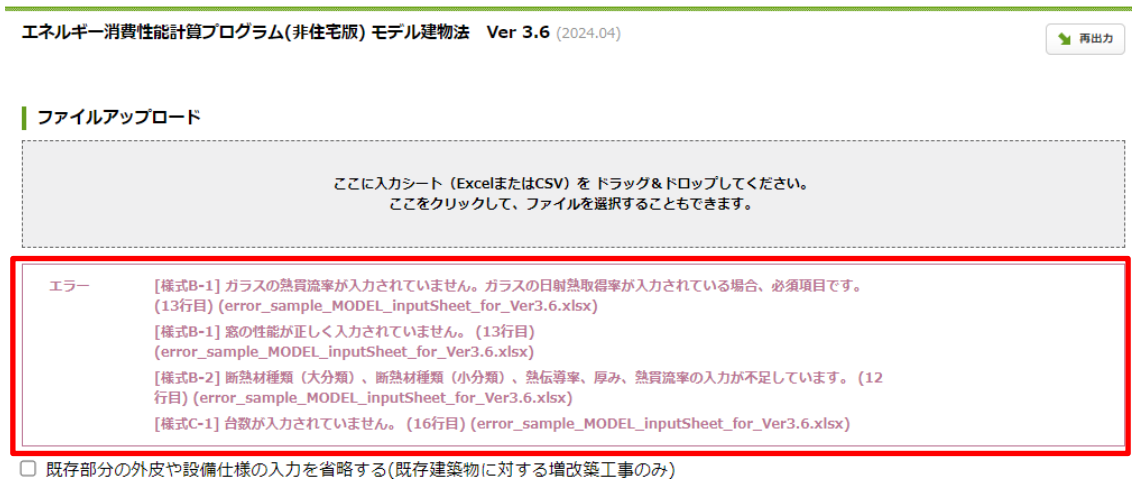 エネルギー消費性能計算プログラム(非住宅版) モデル建物法 Ver 3.6 (2024.04)
再出力
ファイルアップロード
ここに入力シート（ExcelまたはCSV）を ドラッグ&ドロップしてください。
ここをクリックして、ファイルを選択することもできます。
エラー
[様式B-1] ガラスの熱貫流率が入力されていません。ガラスの日射熱取得率が入力されている場合、必須項目です。
(13行目) (error_sample_MODEL_inputSheet_for_Ver3.6.xlsx)
[様式B-1] 窓の性能が正しく入力されていません。 (13行目)
(error_sample_MODEL_inputSheet_for_Ver3.6.xlsx)
[様式B-2] 断熱材種類（大分類）、断熱材種類（小分類）、熱伝導率、厚み、熱貫流率の入力が不足しています。 (12
行目) (error_sample_MODEL_inputSheet_for_Ver3.6.xlsx)
[様式C-1] 台数が入力されていません。 (16行目) (error_sample_MODEL_inputSheet_for_Ver3.6.xlsx)
既存部分の外皮や設備仕様の入力を省略する(既存建築物に対する増改築工事のみ)